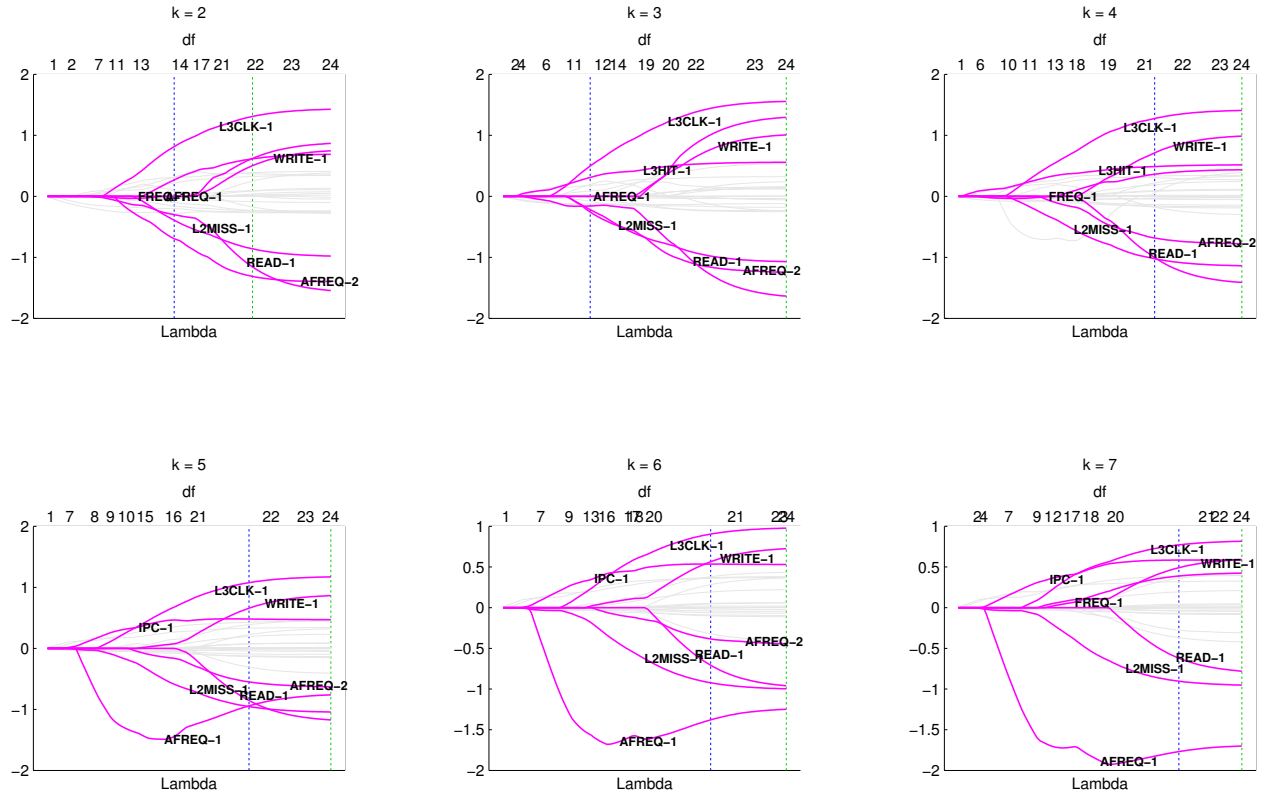 k = 2
df
1 2 7 11 13 14 17 21 22 23 24
2
1
0
−1
−2
L3CLK−1
WRITE−1
FREQ−1
AFREQ−1
L2MISS−1
READ−1
AFREQ−2
Lambda
k = 3
df
2 4 6 11 12 14 19 20 22 23 24
2
1
0
−1
−2
L3CLK−1
WRITE−1
L3HIT−1
AFREQ−1
L2MISS−1
READ−1
AFREQ−2
Lambda
k = 4
df
1 6 10 11 13 18 19 21 22 23 24
2
1
0
−1
−2
L3CLK−1
WRITE−1
L3HIT−1
FREQ−1
L2MISS−1
AFREQ−2
READ−1
Lambda
k = 5
df
1 7 8 9 10 15 16 21 22 23 24
2
1
0
−1
−2
L3CLK−1
WRITE−1
IPC−1
AFREQ−2
L2MISS−1
READ−1
AFREQ−1
Lambda
k = 6
df
1 7 9 13 16 17 18 20 21 23 24
1
0.5
0
−0.5
−1
−1.5
−2
L3CLK−1
WRITE−1
IPC−1
AFREQ−2
READ−1
L2MISS−1
AFREQ−1
Lambda
k = 7
df
2 4 7 9 12 17 18 20 21 22 24
1
0.5
0
−0.5
−1
−1.5
−2
L3CLK−1
WRITE−1
IPC−1
FREQ−1
READ−1
L2MISS−1
AFREQ−1
Lambda